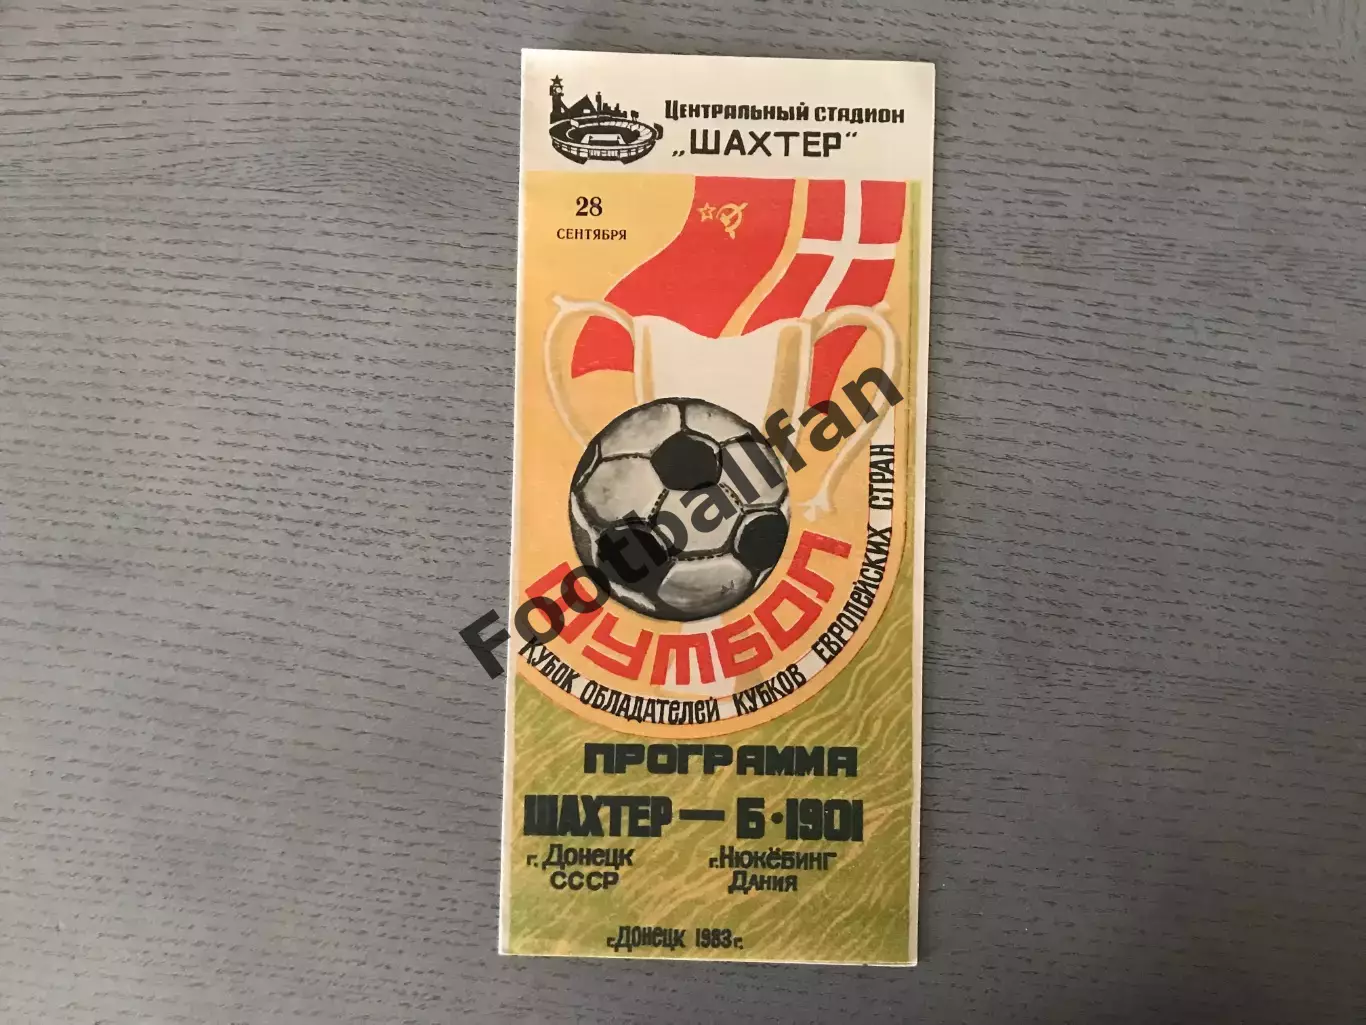 ЦЕНТРАЛЬНЫЙ СТАДИОН
„ШАХТЕР"
28
СЕНТЯБРЯ
Footballfan
ФУТБОЛ
КУБОК ОБЛАДАТЕЛЕЙ КУБКОВ ЕВРОПЕЙСКИХ СТРАН
ПРОГРАММА
ШАХТЕР — Б·1901
г. ДОНЕЦК г. НЮКЁБИНГ
СССР ДАНИЯ
г. ДОНЕЦК 1983 г.